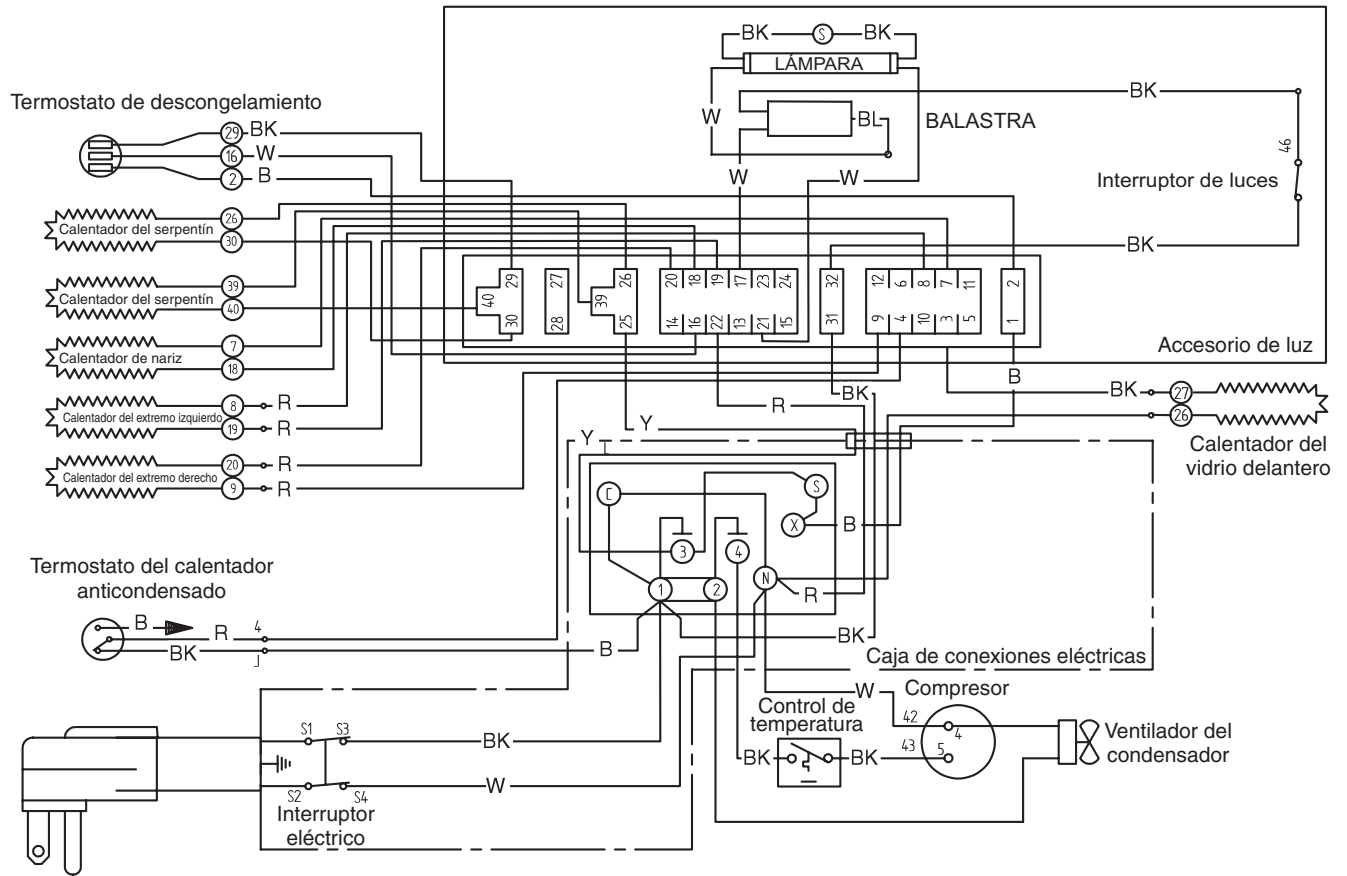 BK S BK
LÁMPARA
BK
Termostato de descongelamiento
W
BL
BALASTRA
29 BK
16 W
2 B
46
W
W
Interruptor de luces
26
Calentador del serpentín
30
BK
39
Calentador del serpentín
40
40 29 30
27 28
39 26 25
20 18 19 17 23 24
14 16 22 13 21 15
32 31
12 6 8 7 11
9 4 10 3 5
2 1
7
Calentador de nariz
18
Accesorio de luz
B
BK
R
BK
27
26
8 R
Calentador del extremo izquierdo
19 R
Y
Y
Calentador del
vidrio delantero
20 R
Calentador del extremo derecho
9 R
C
S
X
B
3
4
1
2
N
R
Termostato del calentador
anticondensado
B
R 4
BK J
B
BK
Caja de conexiones eléctricas
W
Compresor
Control de
temperatura
42
4
43
5
Ventilador del
condensador
S1 S3
BK
BK
BK
S2 S4
W
Interruptor
eléctrico